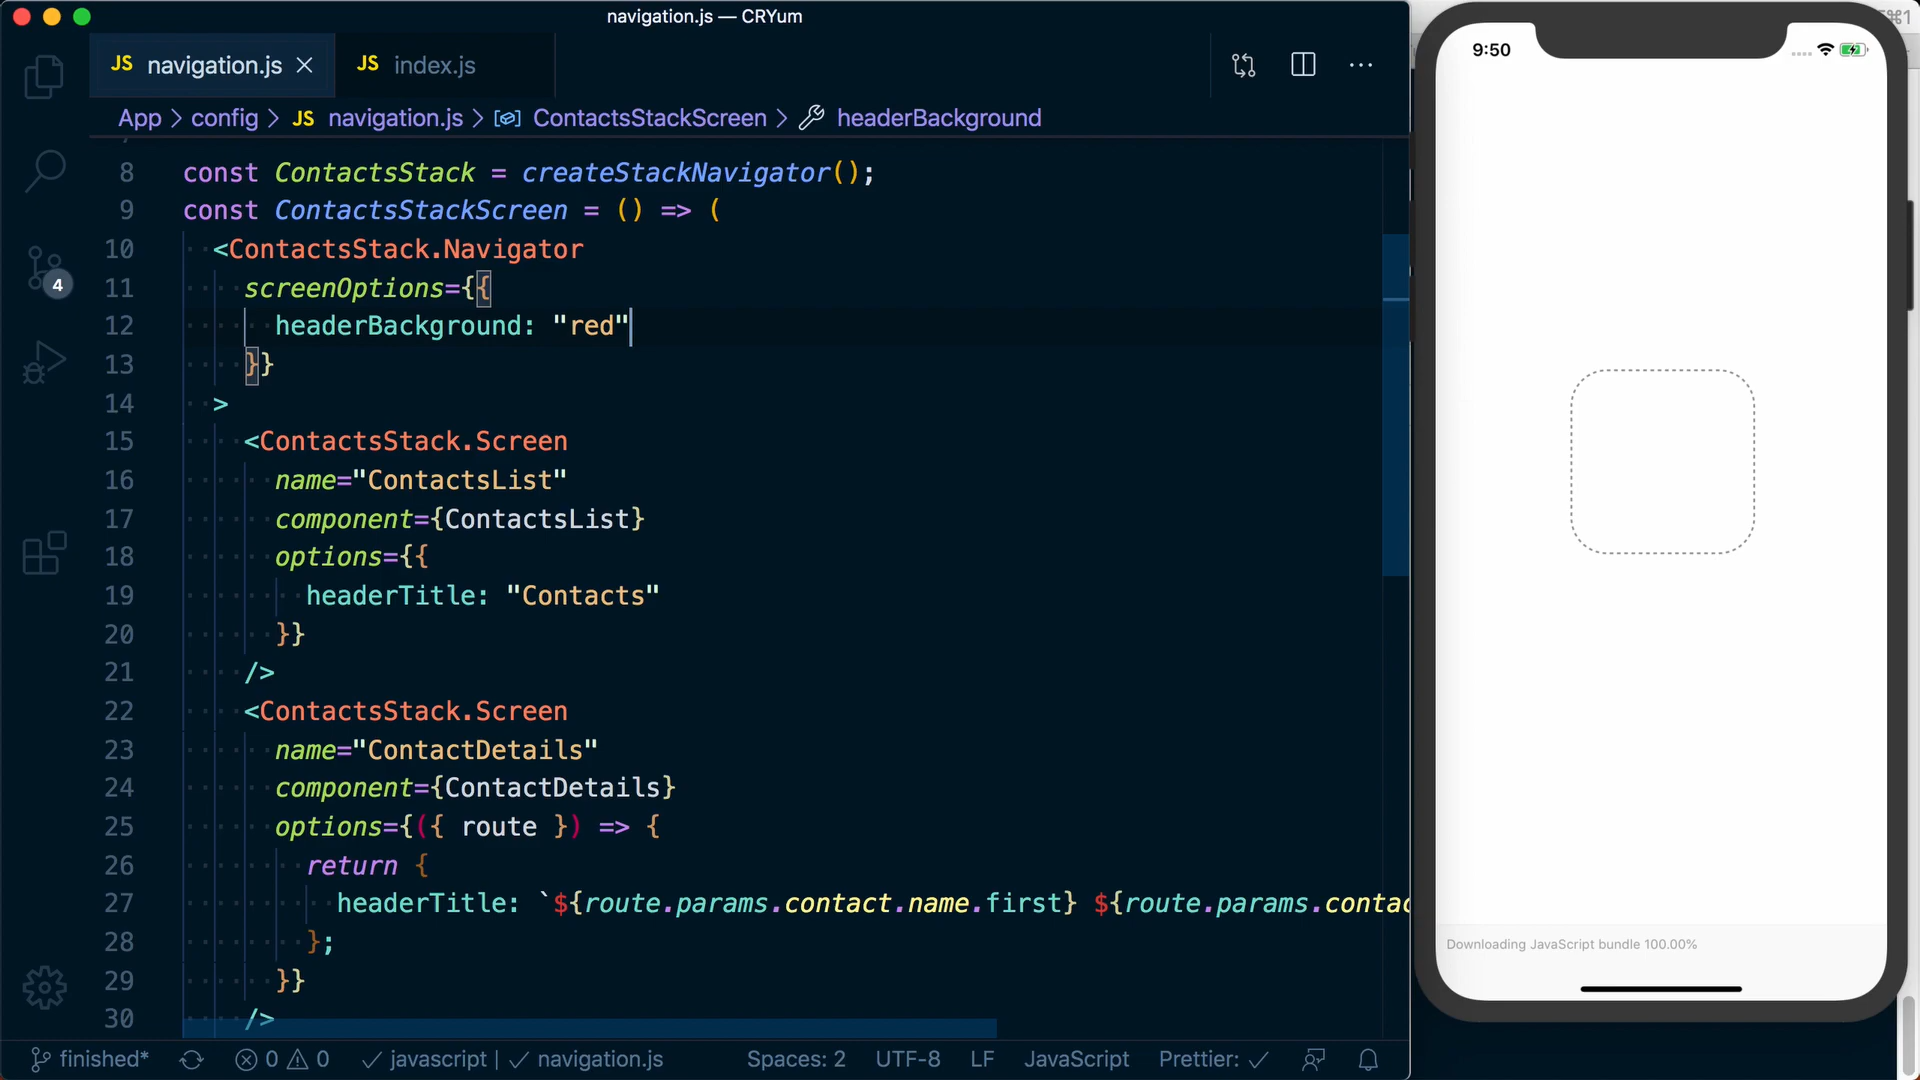 navigation.js — CRYum
⌘1
JS navigation.js × JS index.js
9:50
App > config > JS navigation.js > ContactsStackScreen > headerBackground
8 const ContactsStack = createStackNavigator();
9 const ContactsStackScreen = () => (
10 <ContactsStack.Navigator
11 screenOptions={{
12 headerBackground: "red"
13 }}
14 >
15 <ContactsStack.Screen
16 name="ContactsList"
17 component={ContactsList}
18 options={{
19 headerTitle: "Contacts"
20 }}
21 />
22 <ContactsStack.Screen
23 name="ContactDetails"
24 component={ContactDetails}
25 options={({ route }) => {
26 return {
27 headerTitle: `${route.params.contact.name.first} ${route.params.contac
28 };
29 }}
30 />
4
Downloading JavaScript bundle 100.00%
finished* 0 0 ✓ javascript | ✓ navigation.js Spaces: 2 UTF-8 LF JavaScript Prettier: ✓